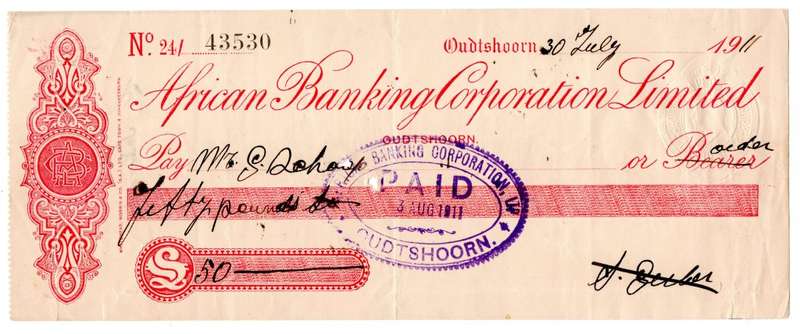 No. 24/ 43530 Oudtshoorn 30 July 1911
African Banking Corporation Limited
OUDTSHOORN.
Pay Mr. S. or Bearer order
BANKING CORPORATION, L
PAID
3 AUG 1911
OUDTSHOORN.
fifty pounds
£ 50